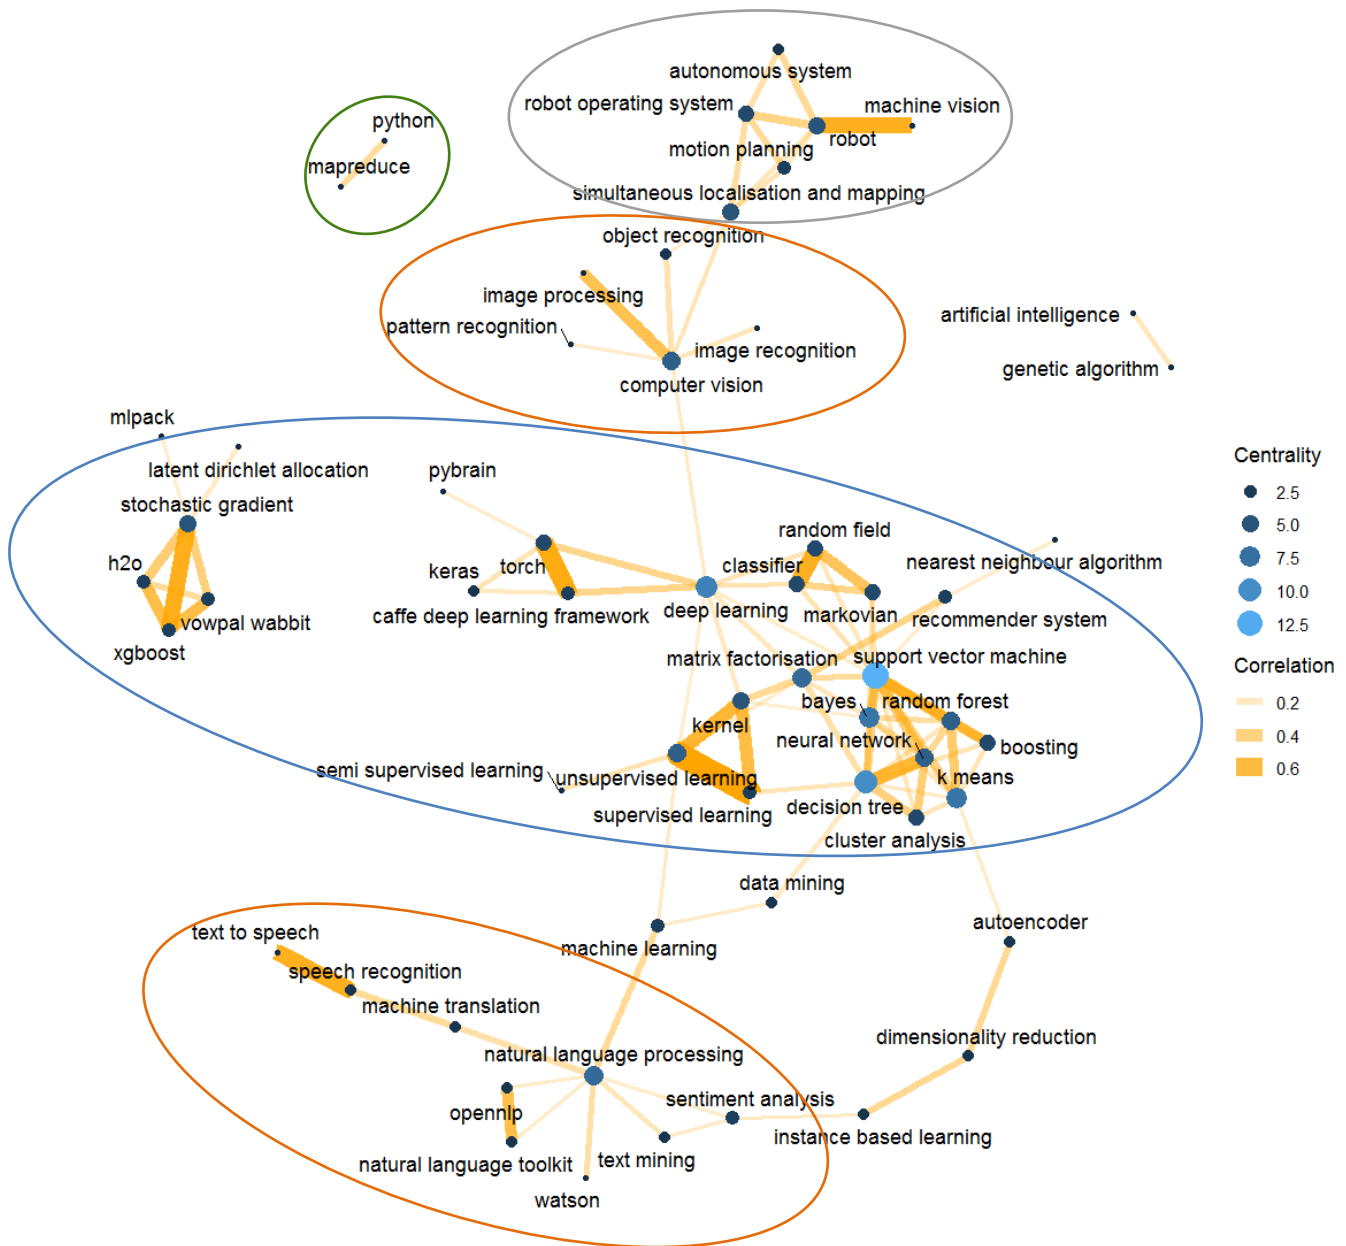 autonomous system
robot operating system
machine vision
python
robot
motion planning
mapreduce
simultaneous localisation and mapping
object recognition
image processing
artificial intelligence
pattern recognition
image recognition
genetic algorithm
computer vision
mlpack
Centrality
latent dirichlet allocation
pybrain
2.5
stochastic gradient
5.0
random field
7.5
h2o
torch
classifier
nearest neighbour algorithm
keras
10.0
deep learning
caffe deep learning framework
markovian
recommender system
vowpal wabbit
12.5
xgboost
matrix factorisation
support vector machine
Correlation
bayes
random forest
0.2
kernel
neural network
0.4
boosting
semi supervised learning
unsupervised learning
k means
0.6
supervised learning
decision tree
cluster analysis
data mining
autoencoder
text to speech
machine learning
speech recognition
machine translation
dimensionality reduction
natural language processing
sentiment analysis
opennlp
instance based learning
natural language toolkit
text mining
watson